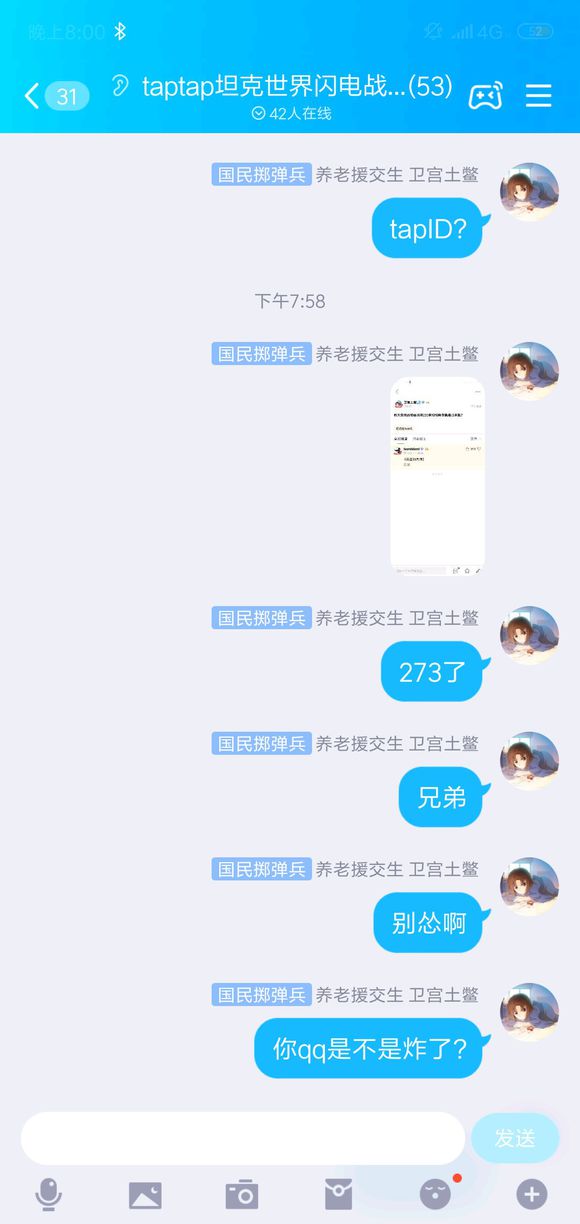 晚上8:00 4G 52
31 taptap坦克世界闪电战...(53)
42人在线
国民掷弹兵 养老援交生 卫宫土鳖
tapID?
下午7:58
国民掷弹兵 养老援交生 卫宫土鳖
国民掷弹兵 养老援交生 卫宫土鳖
273了
国民掷弹兵 养老援交生 卫宫土鳖
兄弟
国民掷弹兵 养老援交生 卫宫土鳖
别怂啊
国民掷弹兵 养老援交生 卫宫土鳖
你qq是不是炸了?
发送